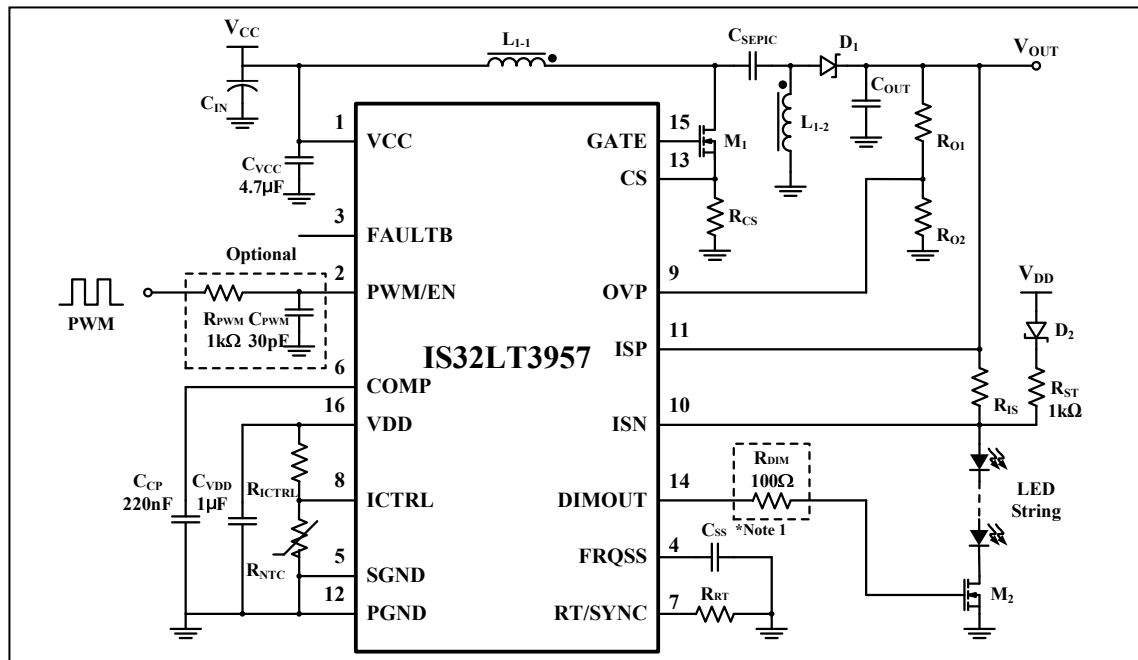 VCC
L1-1
CSEPIC
D1
VOUT
CIN
COUT
1
VCC
GATE
15
M1
L1-2
RO1
CVCC
4.7µF
CS
13
RCS
RO2
3
FAULTB
Optional
2
PWM/EN
OVP
9
VDD
PWM
RPWM CPWM
1kΩ 30pF
ISP
11
D2
IS32LT3957
6
COMP
RIS
RST
1kΩ
16
VDD
ISN
10
CCP
220nF
CVDD
1µF
RICTRL
8
ICTRL
DIMOUT
14
RDIM
100Ω
*Note 1
LED
String
RNTC
5
SGND
FRQSS
4
CSS
12
PGND
RT/SYNC
7
RRT
M2